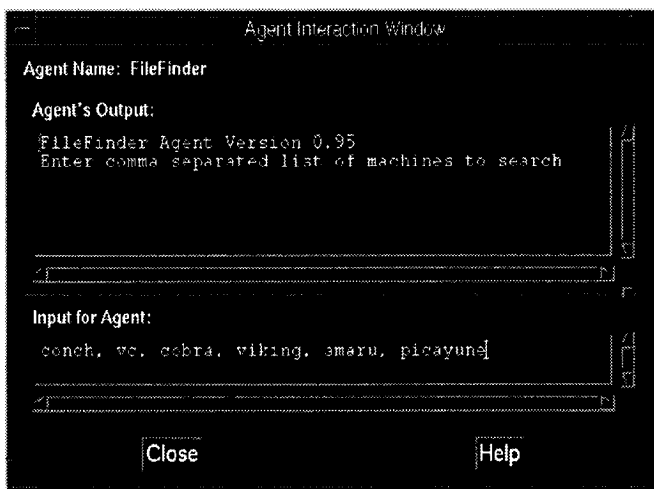 Agent Interaction Window
Agent Name: FileFinder
Agent's Output:
FileFinder Agent Version 0.95
Enter comma separated list of machines to search
Input for Agent:
conch, vc, cobra, viking, amaru, picayune
Close Help